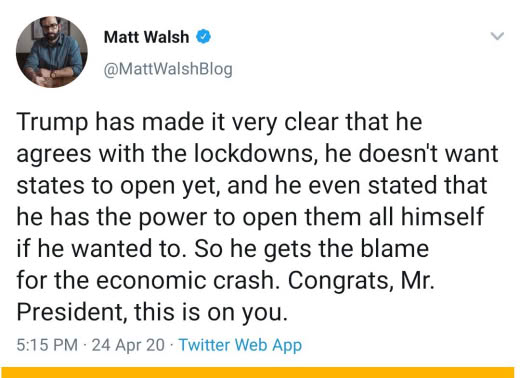 Matt Walsh
@MattWalshBlog
Trump has made it very clear that he
agrees with the lockdowns, he doesn't want
states to open yet, and he even stated that
he has the power to open them all himself
if he wanted to. So he gets the blame
for the economic crash. Congrats, Mr.
President, this is on you.
5:15 PM · 24 Apr 20 · Twitter Web App